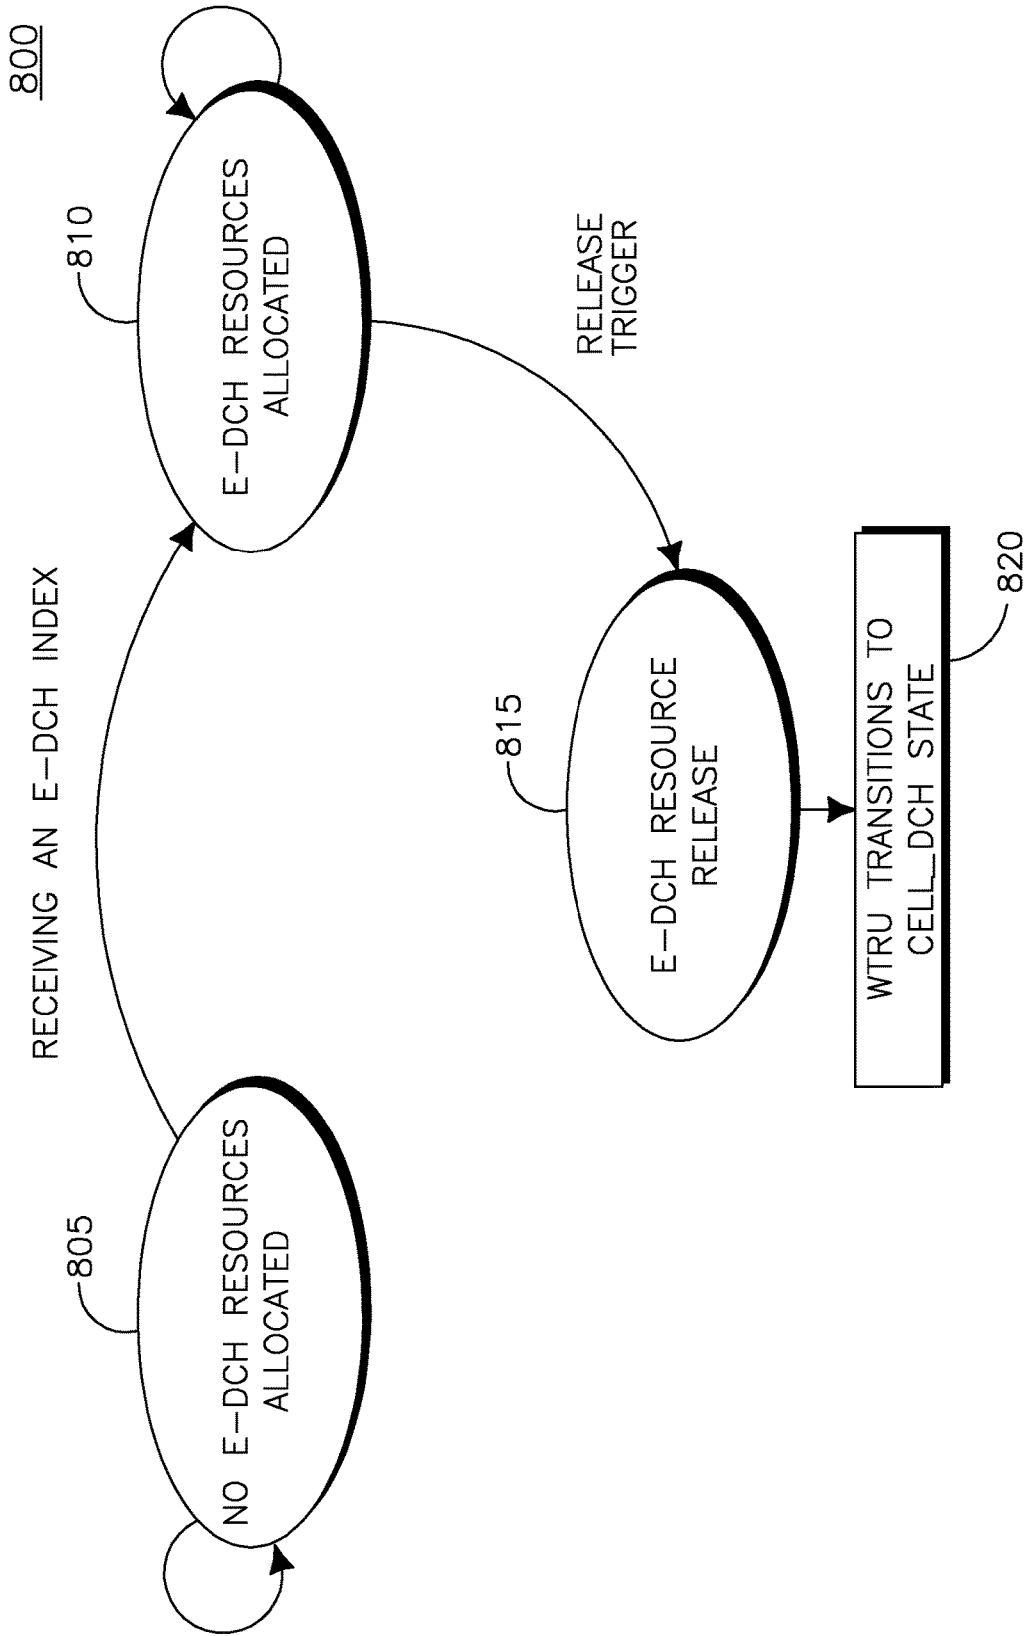 800
RECEIVING AN E-DCH INDEX
805
NO E-DCH RESOURCES
ALLOCATED
810
E-DCH RESOURCES
ALLOCATED
RELEASE
TRIGGER
815
E-DCH RESOURCE
RELEASE
WTRU TRANSITIONS TO
CELL_DCH STATE
820